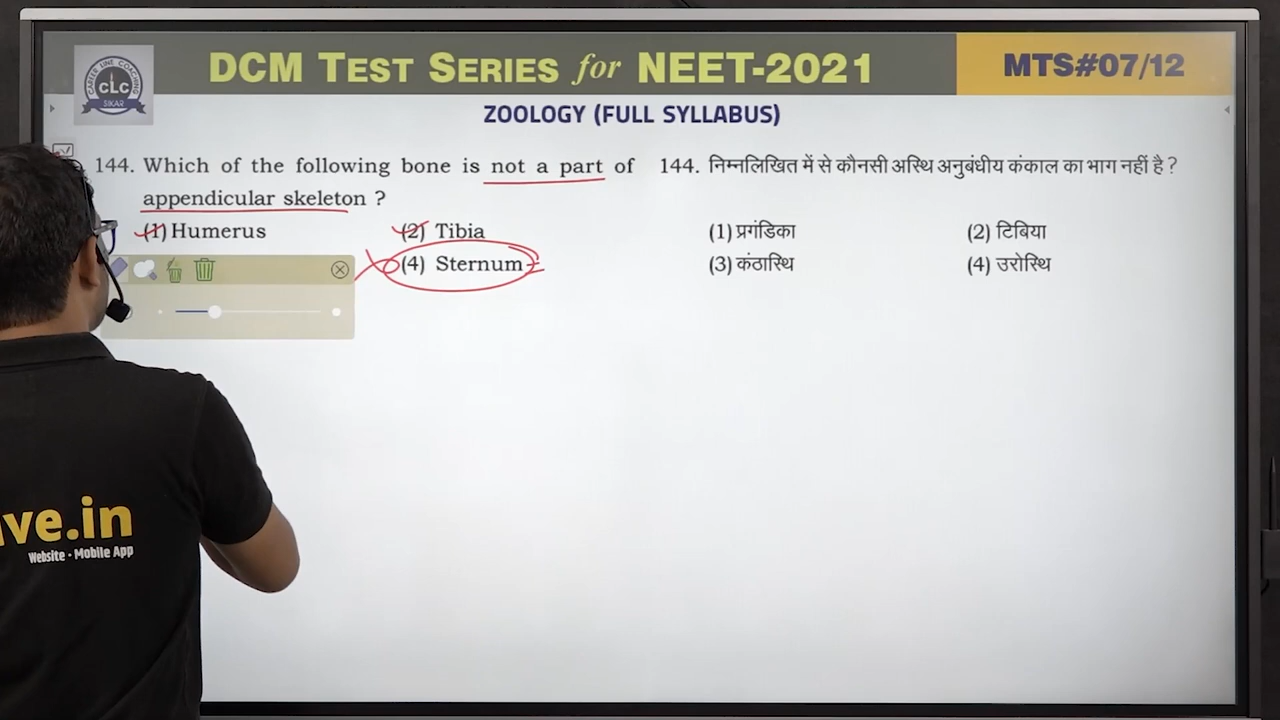 DCM TEST SERIES for NEET-2021
MTS#07/12
CAREER LINE COACHING
CLC
SIKAR
ZOOLOGY (FULL SYLLABUS)
144. Which of the following bone is not a part of
appendicular skeleton ?
(1) Humerus (2) Tibia
(4) Sternum
144. निम्नलिखित में से कौनसी अस्थि अनुबंधीय कंकाल का भाग नहीं है ?
(1) प्रगंडिका (2) टिबिया
(3) कंठास्थि (4) उरोस्थि
ive.in
Website - Mobile App